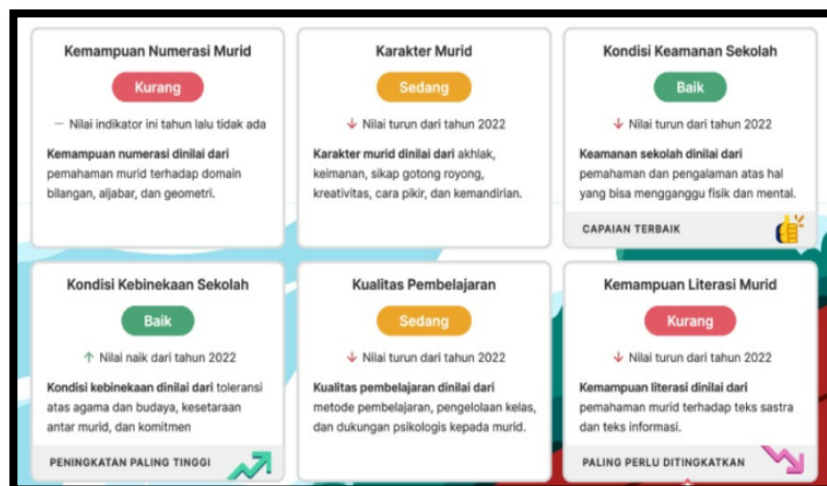 Kemampuan Numerasi Murid
Kurang
— Nilai indikator ini tahun lalu tidak ada
Kemampuan numerasi dinilai dari
pemahaman murid terhadap domain
bilangan, aljabar, dan geometri.
Karakter Murid
Sedang
↓ Nilai turun dari tahun 2022
Karakter murid dinilai dari akhlak,
keimanan, sikap gotong royong,
kreativitas, cara pikir, dan kemandirian.
Kondisi Keamanan Sekolah
Baik
↓ Nilai turun dari tahun 2022
Keamanan sekolah dinilai dari
pemahaman dan pengalaman atas hal
yang bisa mengganggu fisik dan mental.
CAPAIAN TERBAIK
Kondisi Kebinekaan Sekolah
Baik
↑ Nilai naik dari tahun 2022
Kondisi kebinekaan dinilai dari toleransi
atas agama dan budaya, kesetaraan
antar murid, dan komitmen
PENINGKATAN PALING TINGGI
Kualitas Pembelajaran
Sedang
↓ Nilai turun dari tahun 2022
Kualitas pembelajaran dinilai dari
metode pembelajaran, pengelolaan kelas,
dan dukungan psikologis kepada murid.
Kemampuan Literasi Murid
Kurang
↓ Nilai turun dari tahun 2022
Kemampuan literasi dinilai dari
pemahaman murid terhadap teks sastra
dan teks informasi.
PALING PERLU DITINGKATKAN